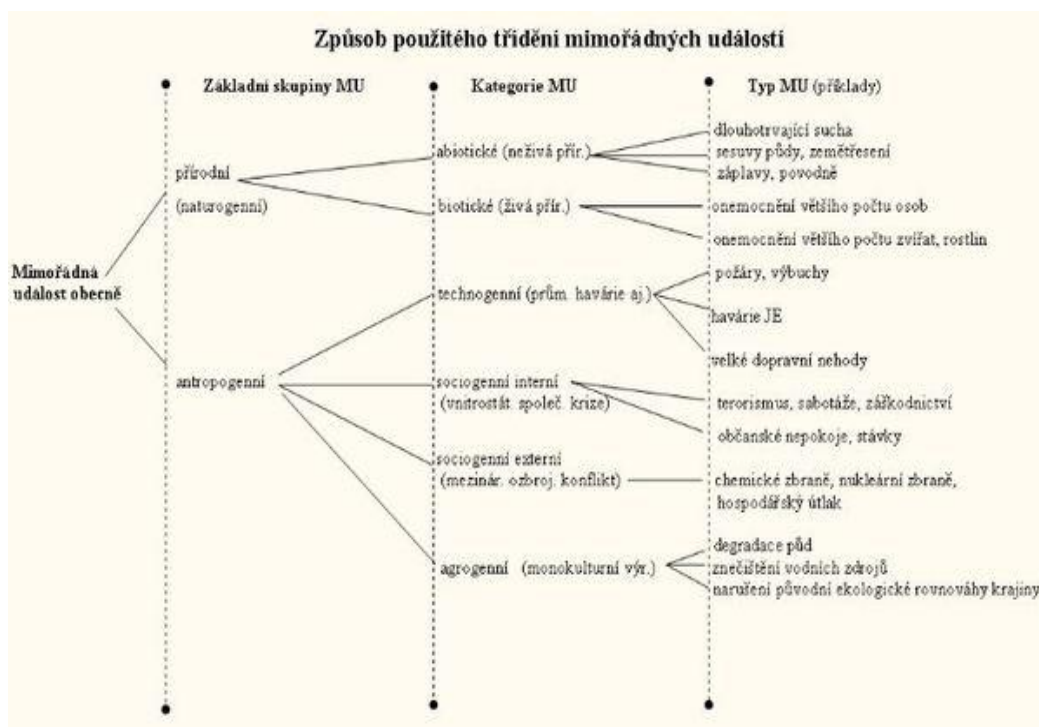 Způsob použitého třídění mimořádných událostí
Základní skupiny MU
Kategorie MU
Typ MU (příklady)
Mimořádná
událost obecně
přírodní
(naturogenní)
antropogenní
abiotické (neživá přír.)
biotické (živá přír.)
technogenní (prům. havárie aj.)
sociogenní interní
(vnitrostát. společ. krize)
sociogenní externí
(mezinár. ozbroj. konflikt)
agrogenní (monokulturní výr.)
dlouhotrvající sucha
sesuvy půdy, zemětřesení
záplavy, povodně
onemocnění většího počtu osob
onemocnění většího počtu zvířat, rostlin
požáry, výbuchy
havárie JE
velké dopravní nehody
terorismus, sabotáže, záškodnictví
občanské nepokoje, stávky
chemické zbraně, nukleární zbraně,
hospodářský útlak
degradace půd
znečištění vodních zdrojů
narušení původní ekologické rovnováhy krajiny